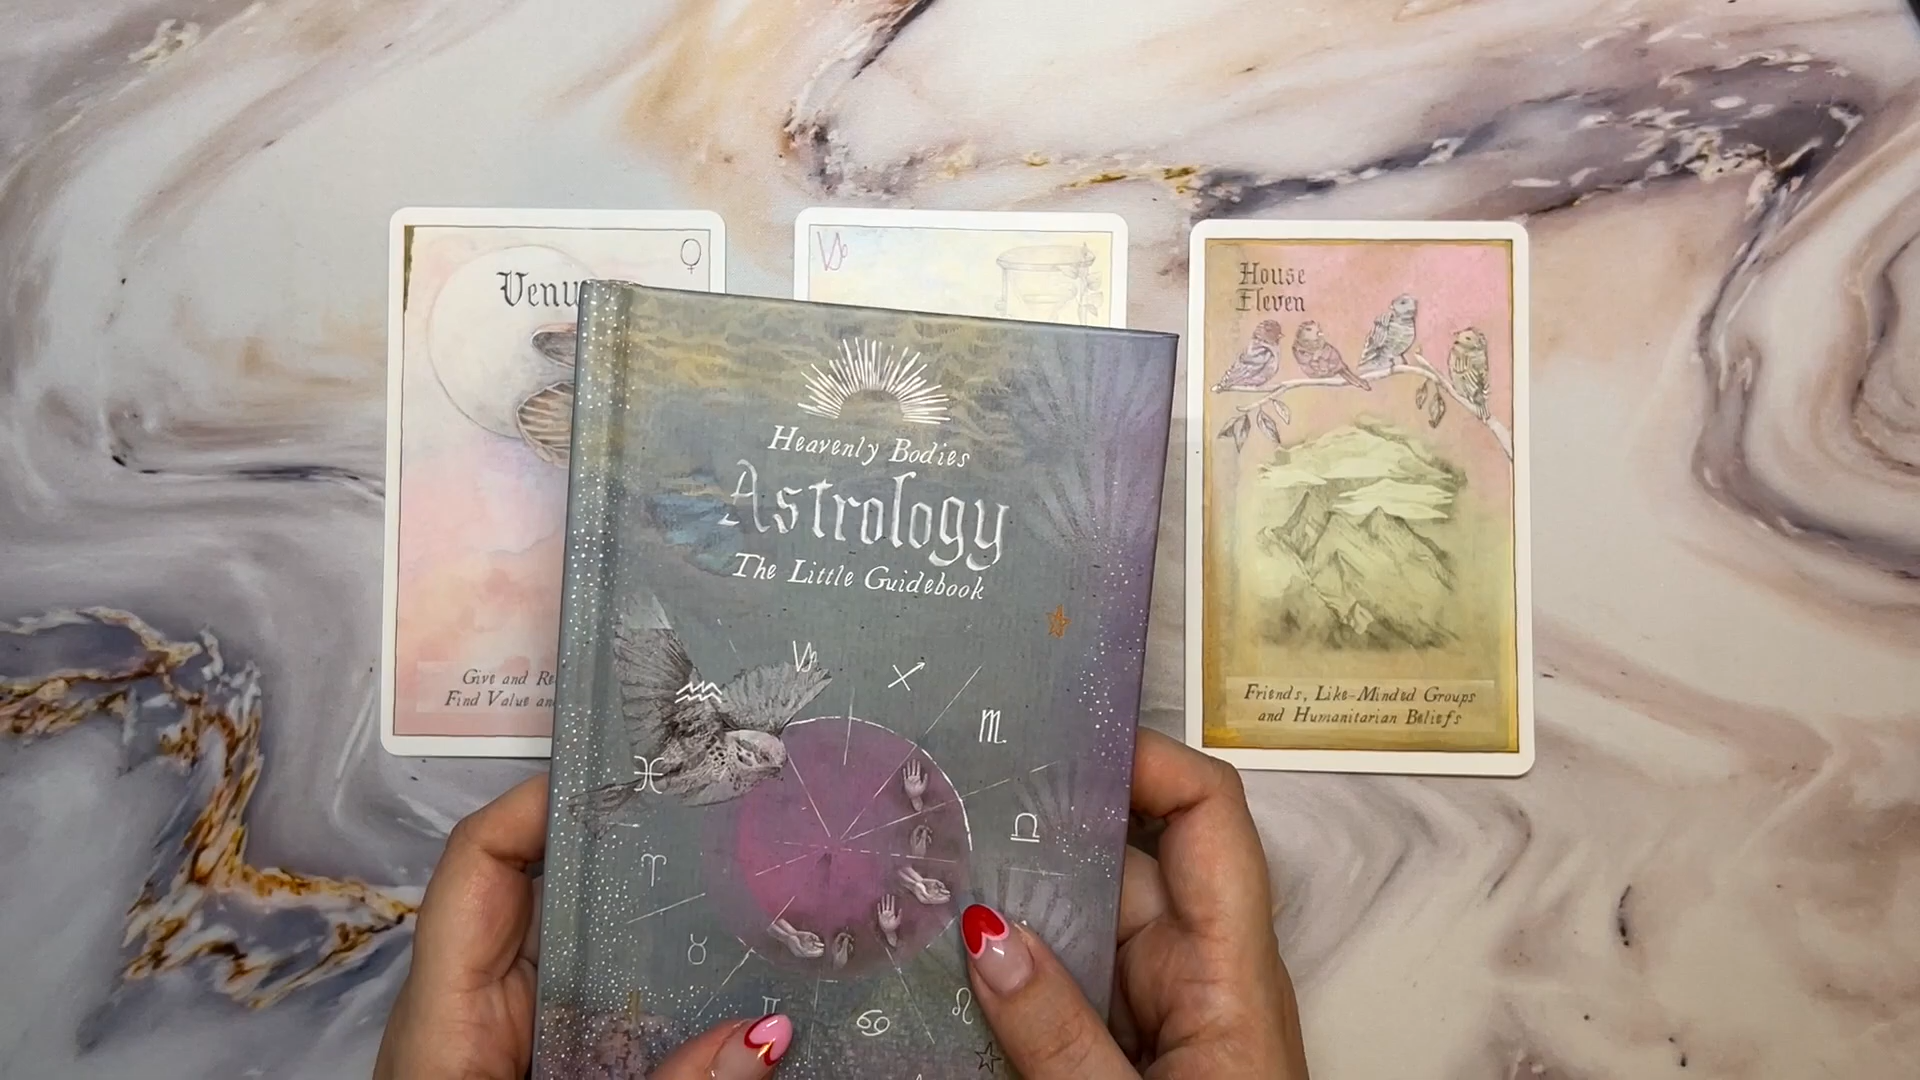 Venu
Give and Re
Find Value an
Heavenly Bodies
Astrology
The Little Guidebook
House
Eleven
Friends, Like-Minded Groups
and Humanitarian Beliefs